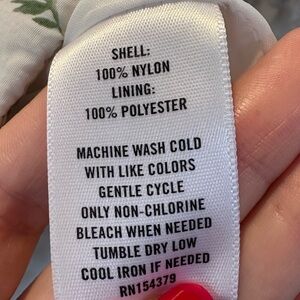 SHELL:
100% NYLON
LINING:
100% POLYESTER
MACHINE WASH COLD
WITH LIKE COLORS
GENTLE CYCLE
ONLY NON-CHLORINE
BLEACH WHEN NEEDED
TUMBLE DRY LOW
COOL IRON IF NEEDED
RN154379